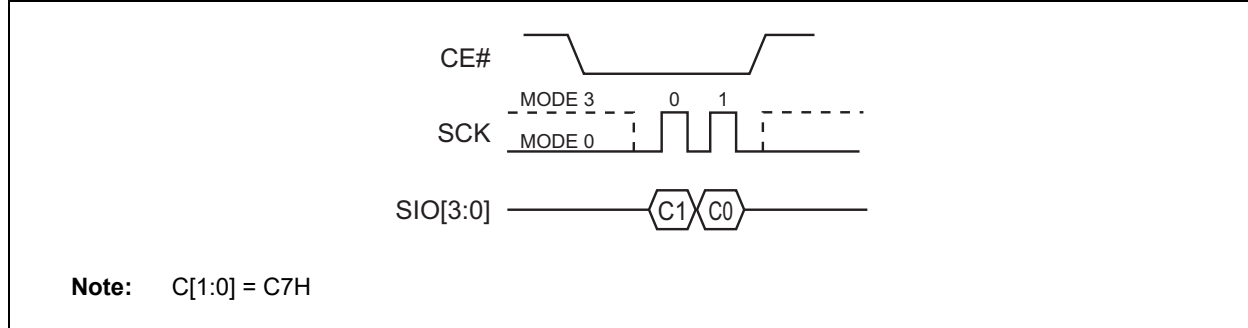 CE#
MODE 3 0 1
SCK
MODE 0
SIO[3:0] C1 C0
Note: C[1:0] = C7H